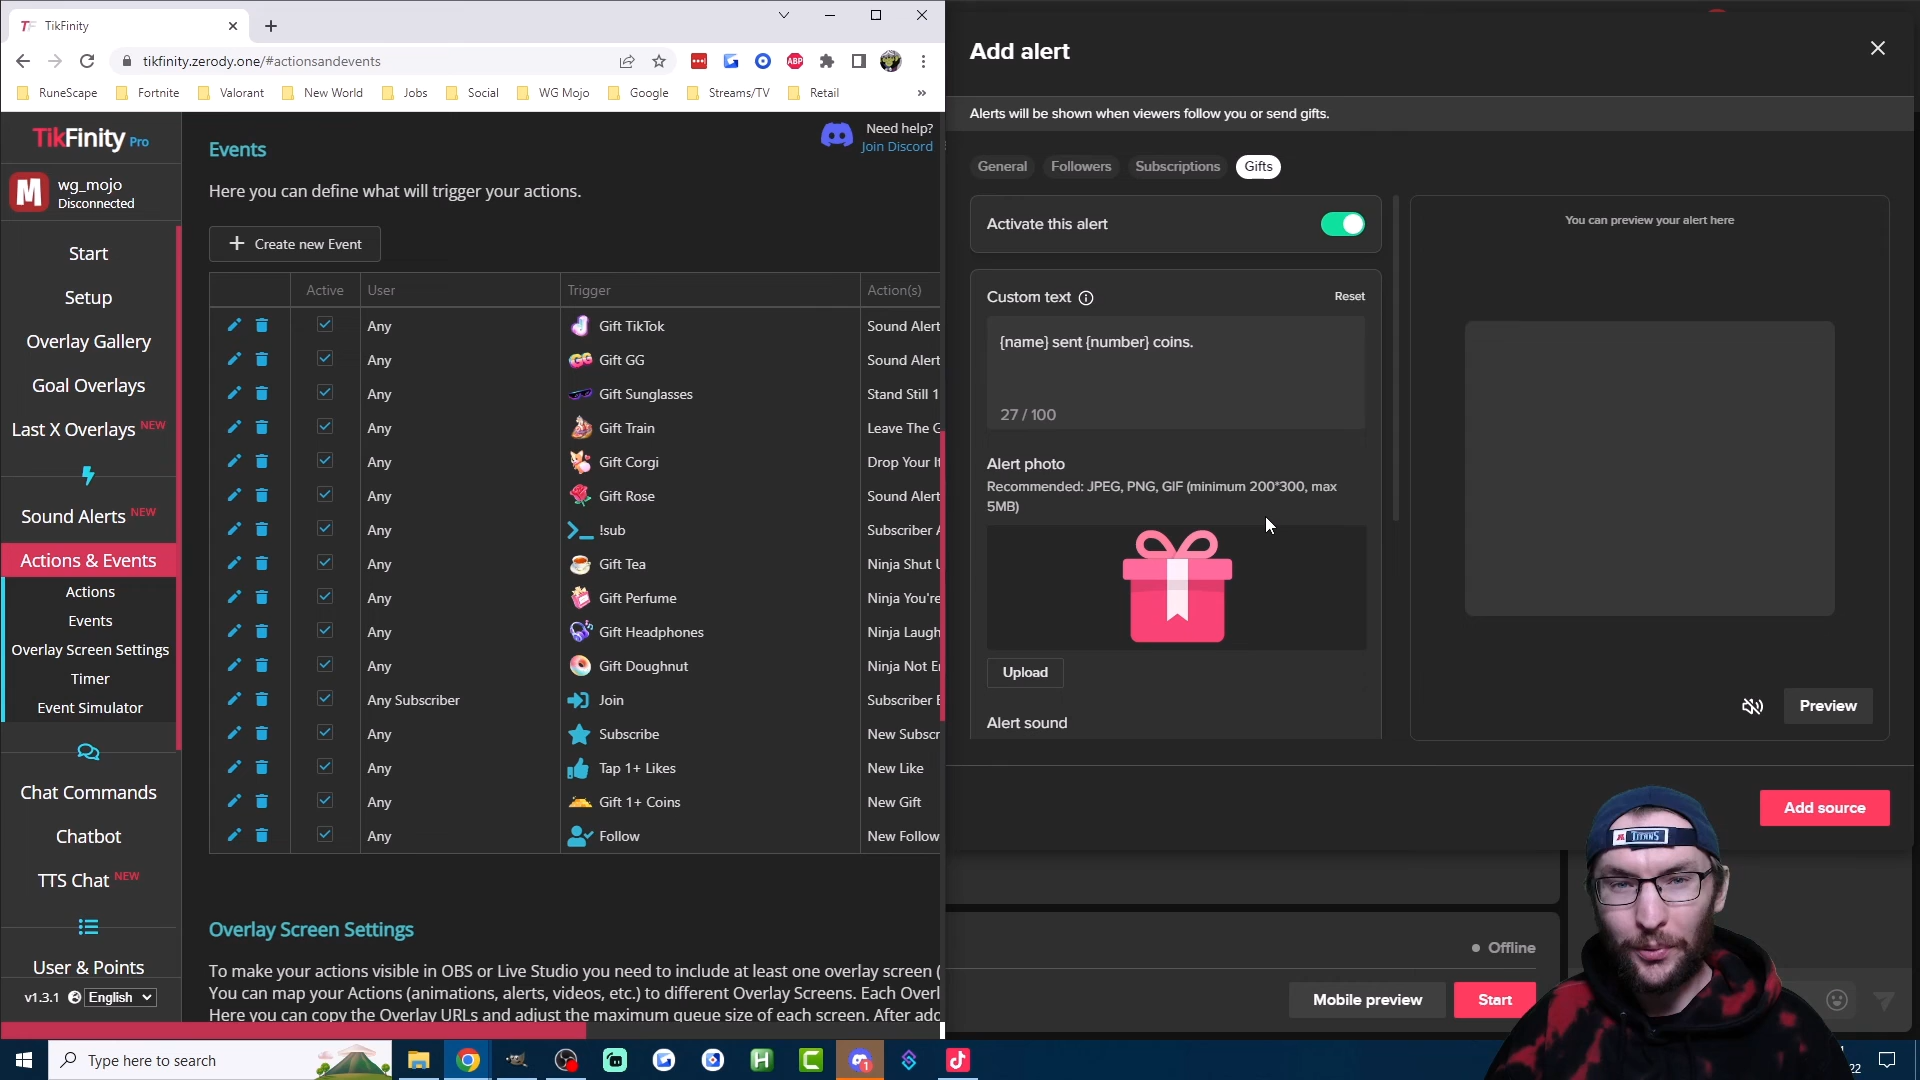 TikFinity
tikfinity.zerody.one/#actionsandevents
RuneScape
Fortnite
Valorant
New World
Jobs
Social
WG Mojo
Google
Streams/TV
Retail
»
TikFinity Pro
wg_mojo
Disconnected
Start
Setup
Overlay Gallery
Goal Overlays
Last X Overlays NEW
Sound Alerts NEW
Actions & Events
Actions
Events
Overlay Screen Settings
Timer
Event Simulator
Chat Commands
Chatbot
TTS Chat NEW
User & Points
v1.3.1 English
Need help?
Join Discord
Events
Here you can define what will trigger your actions.
+ Create new Event
Active User Trigger Action(s)
Any Gift TikTok Sound Alert
Any Gift GG Sound Alert
Any Gift Sunglasses Stand Still 1
Any Gift Train Leave The G
Any Gift Corgi Drop Your It
Any Gift Rose Sound Alert
Any !sub Subscriber A
Any Gift Tea Ninja Shut U
Any Gift Perfume Ninja You're
Any Gift Headphones Ninja Laugh
Any Gift Doughnut Ninja Not E
Any Subscriber Join Subscriber E
Any Subscribe New Subscr
Any Tap 1+ Likes New Like
Any Gift 1+ Coins New Gift
Any Follow New Follow
Overlay Screen Settings
To make your actions visible in OBS or Live Studio you need to include at least one overlay screen (
You can map your Actions (animations, alerts, videos, etc.) to different Overlay Screens. Each Overl
Here you can copy the Overlay URLs and adjust the maximum queue size of each screen. After add
Add alert
Alerts will be shown when viewers follow you or send gifts.
General
Followers
Subscriptions
Gifts
Activate this alert
Custom text
Reset
{name} sent {number} coins.
27 / 100
Alert photo
Recommended: JPEG, PNG, GIF (minimum 200*300, max
5MB)
Upload
Alert sound
You can preview your alert here
Preview
Add source
TITANS
Offline
Mobile preview
Start
Type here to search
1
22